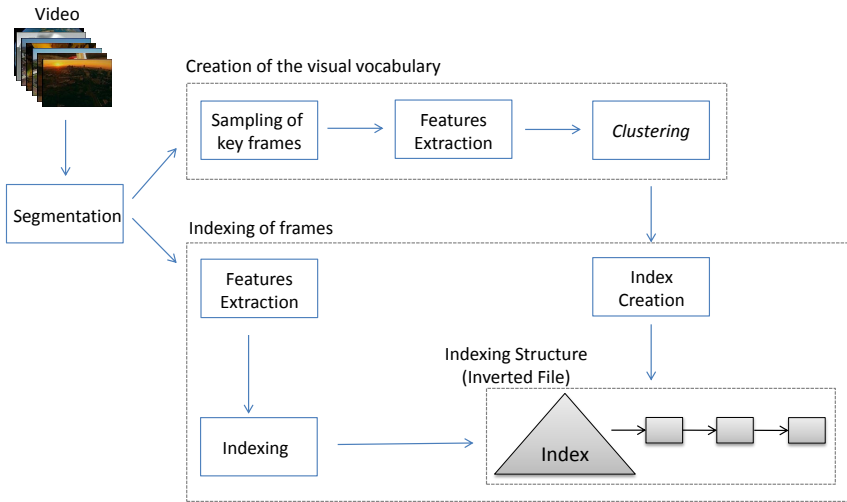 Video
Creation of the visual vocabulary
Sampling of
key frames
Features
Extraction
Clustering
Segmentation
Indexing of frames
Features
Extraction
Index
Creation
Indexing Structure
(Inverted File)
Indexing
Index